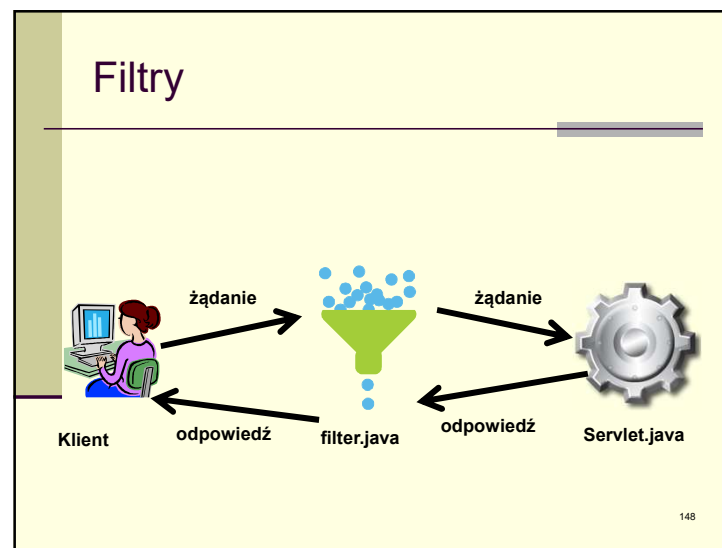 Filtry
żądanie
żądanie
Klient
odpowiedź
filter.java
odpowiedź
Servlet.java
148